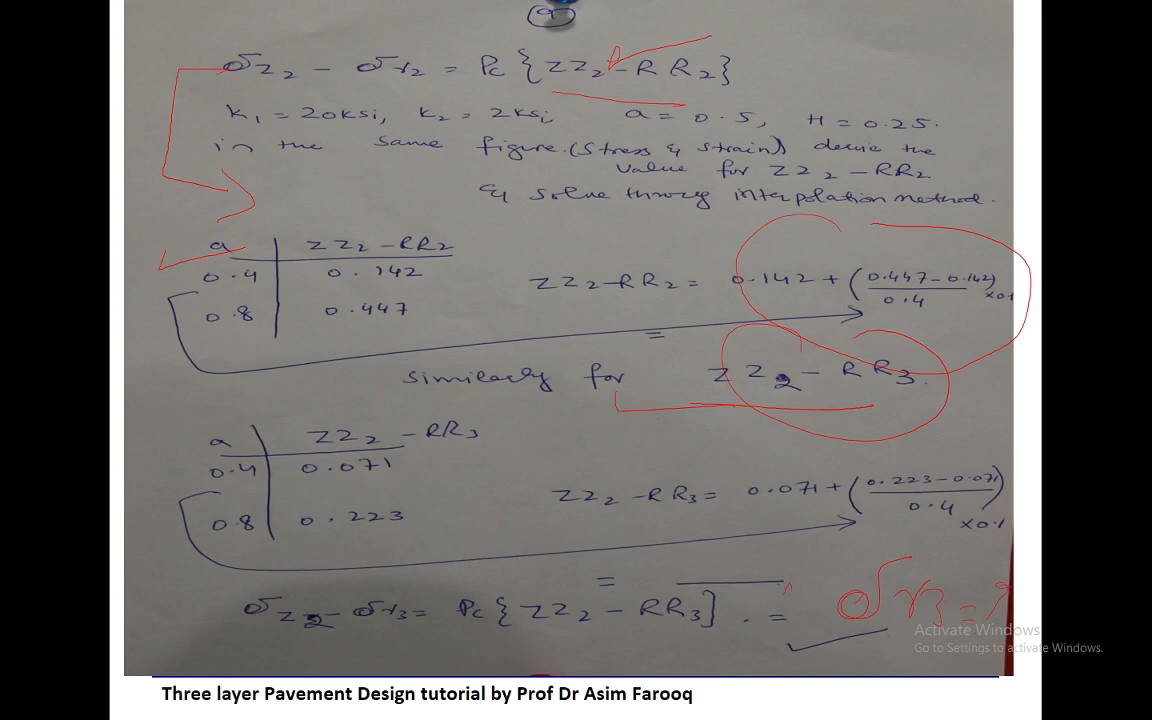 9
σz2 - σr2 = Pc {ZZ2 - RR2}
k1 = 20ksi, k2 = 2ksi, a = 0.5, H = 0.25.
in the same figure (Stress & Strain) the
value for ZZ2 - RR2
& solve throug interpolation method.
a ZZ2 - RR2
0.4 0.142
0.8 0.447
ZZ2 - RR2 = 0.142 + (0.447 - 0.142 / 0.4) x 0.1
=
Similarly for ZZ2 - RR3.
a ZZ2 - RR3
0.4 0.071
0.8 0.223
ZZ2 - RR3 = 0.071 + (0.223 - 0.071 / 0.4) x 0.1
=
σz2 - σr3 = Pc {ZZ2 - RR3}. = σr3 = ?
Activate Windows
Go to Settings to activate Windows.
Three layer Pavement Design tutorial by Prof Dr Asim Farooq